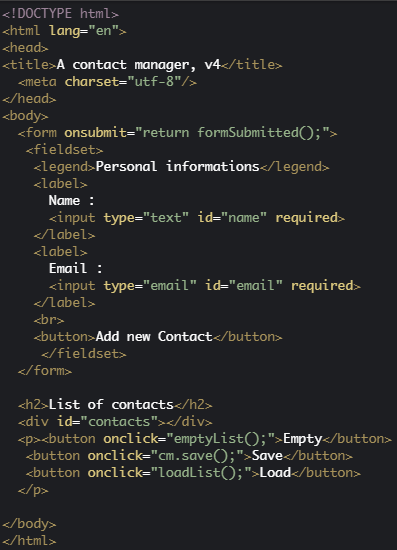 <!DOCTYPE html>
<html lang="en">
<head>
<title>A contact manager, v4</title>
  <meta charset="utf-8"/>
</head>
<body>
  <form onsubmit="return formSubmitted();">
   <fieldset>
    <legend>Personal informations</legend>
    <label>
      Name :
      <input type="text" id="name" required>
    </label>
    <label>
      Email :
      <input type="email" id="email" required>
    </label>
    <br>
    <button>Add new Contact</button>
     </fieldset>
  </form>

  <h2>List of contacts</h2>
  <div id="contacts"></div>
  <p><button onclick="emptyList();">Empty</button>
   <button onclick="cm.save();">Save</button>
   <button onclick="loadList();">Load</button>
  </p>

</body>
</html>